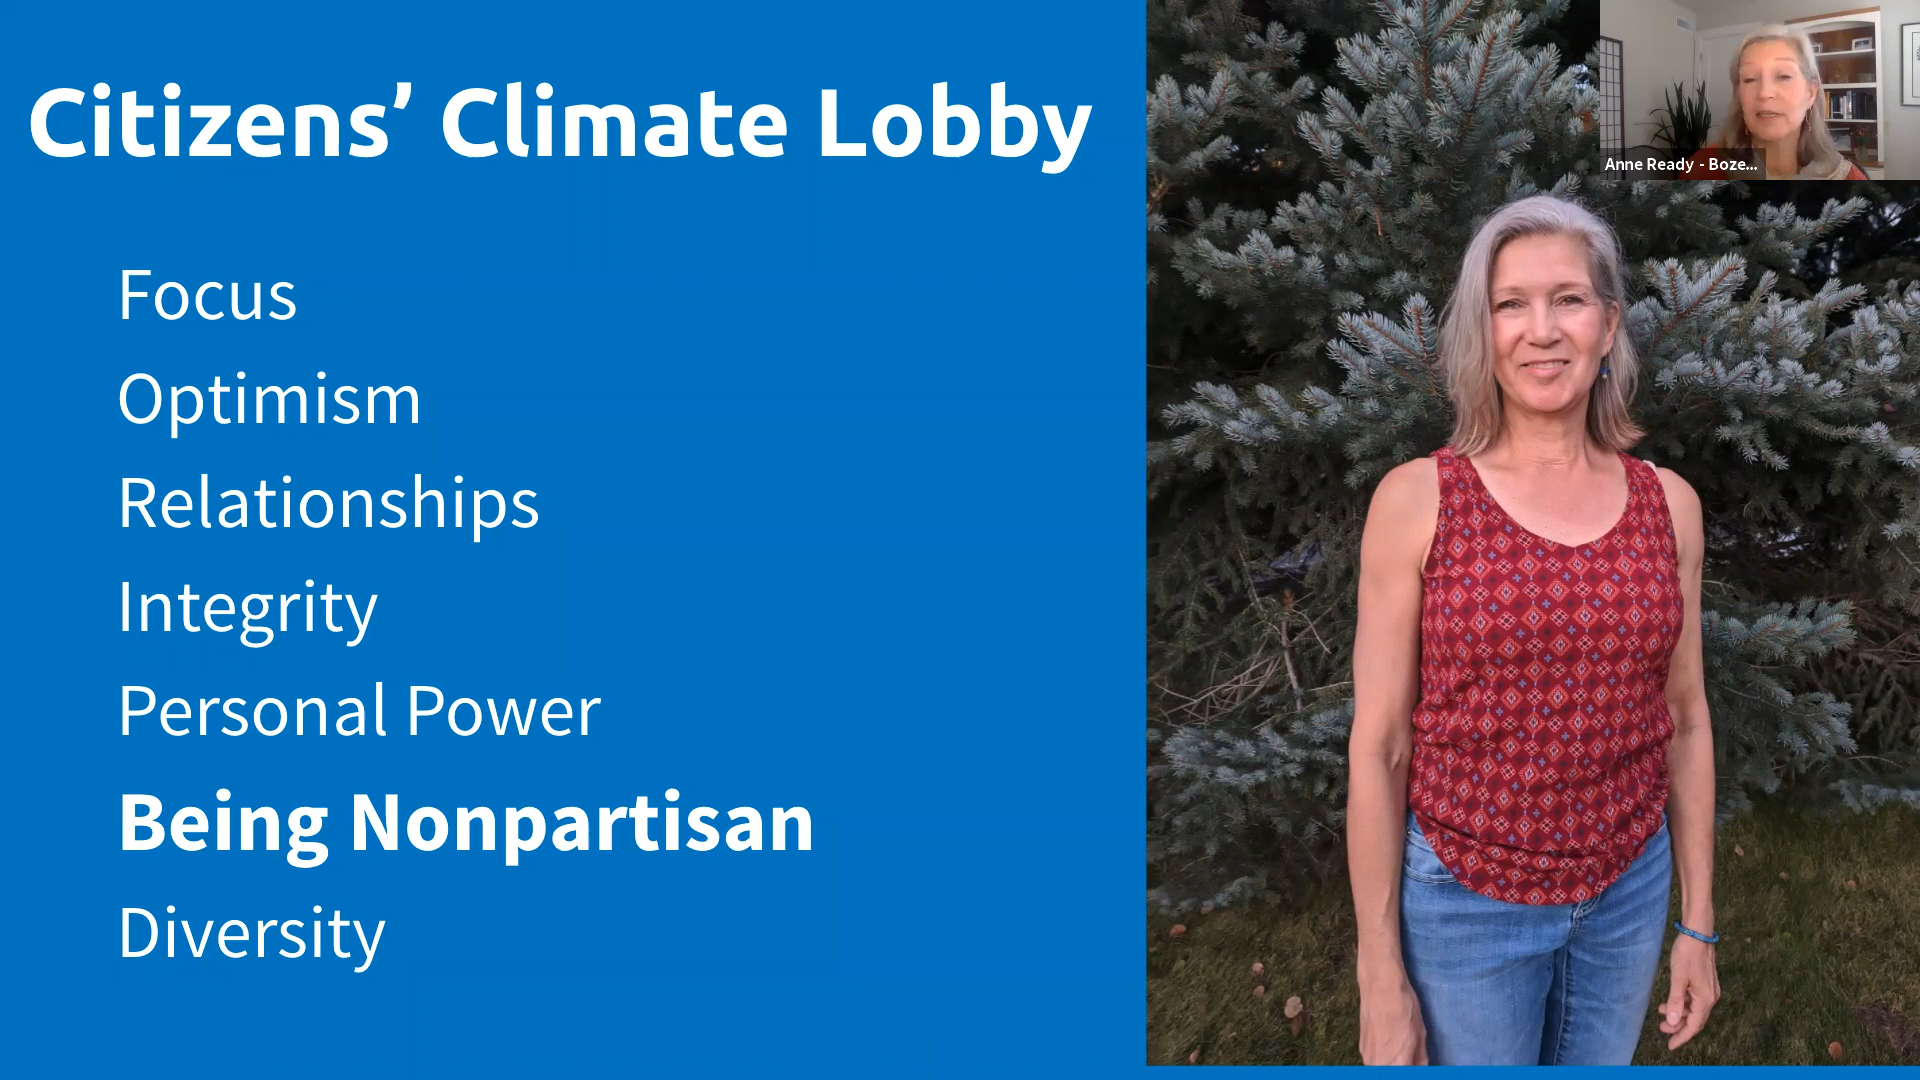 Citizens’ Climate Lobby
Focus
Optimism
Relationships
Integrity
Personal Power
Being Nonpartisan
Diversity
Anne Ready - Boze...